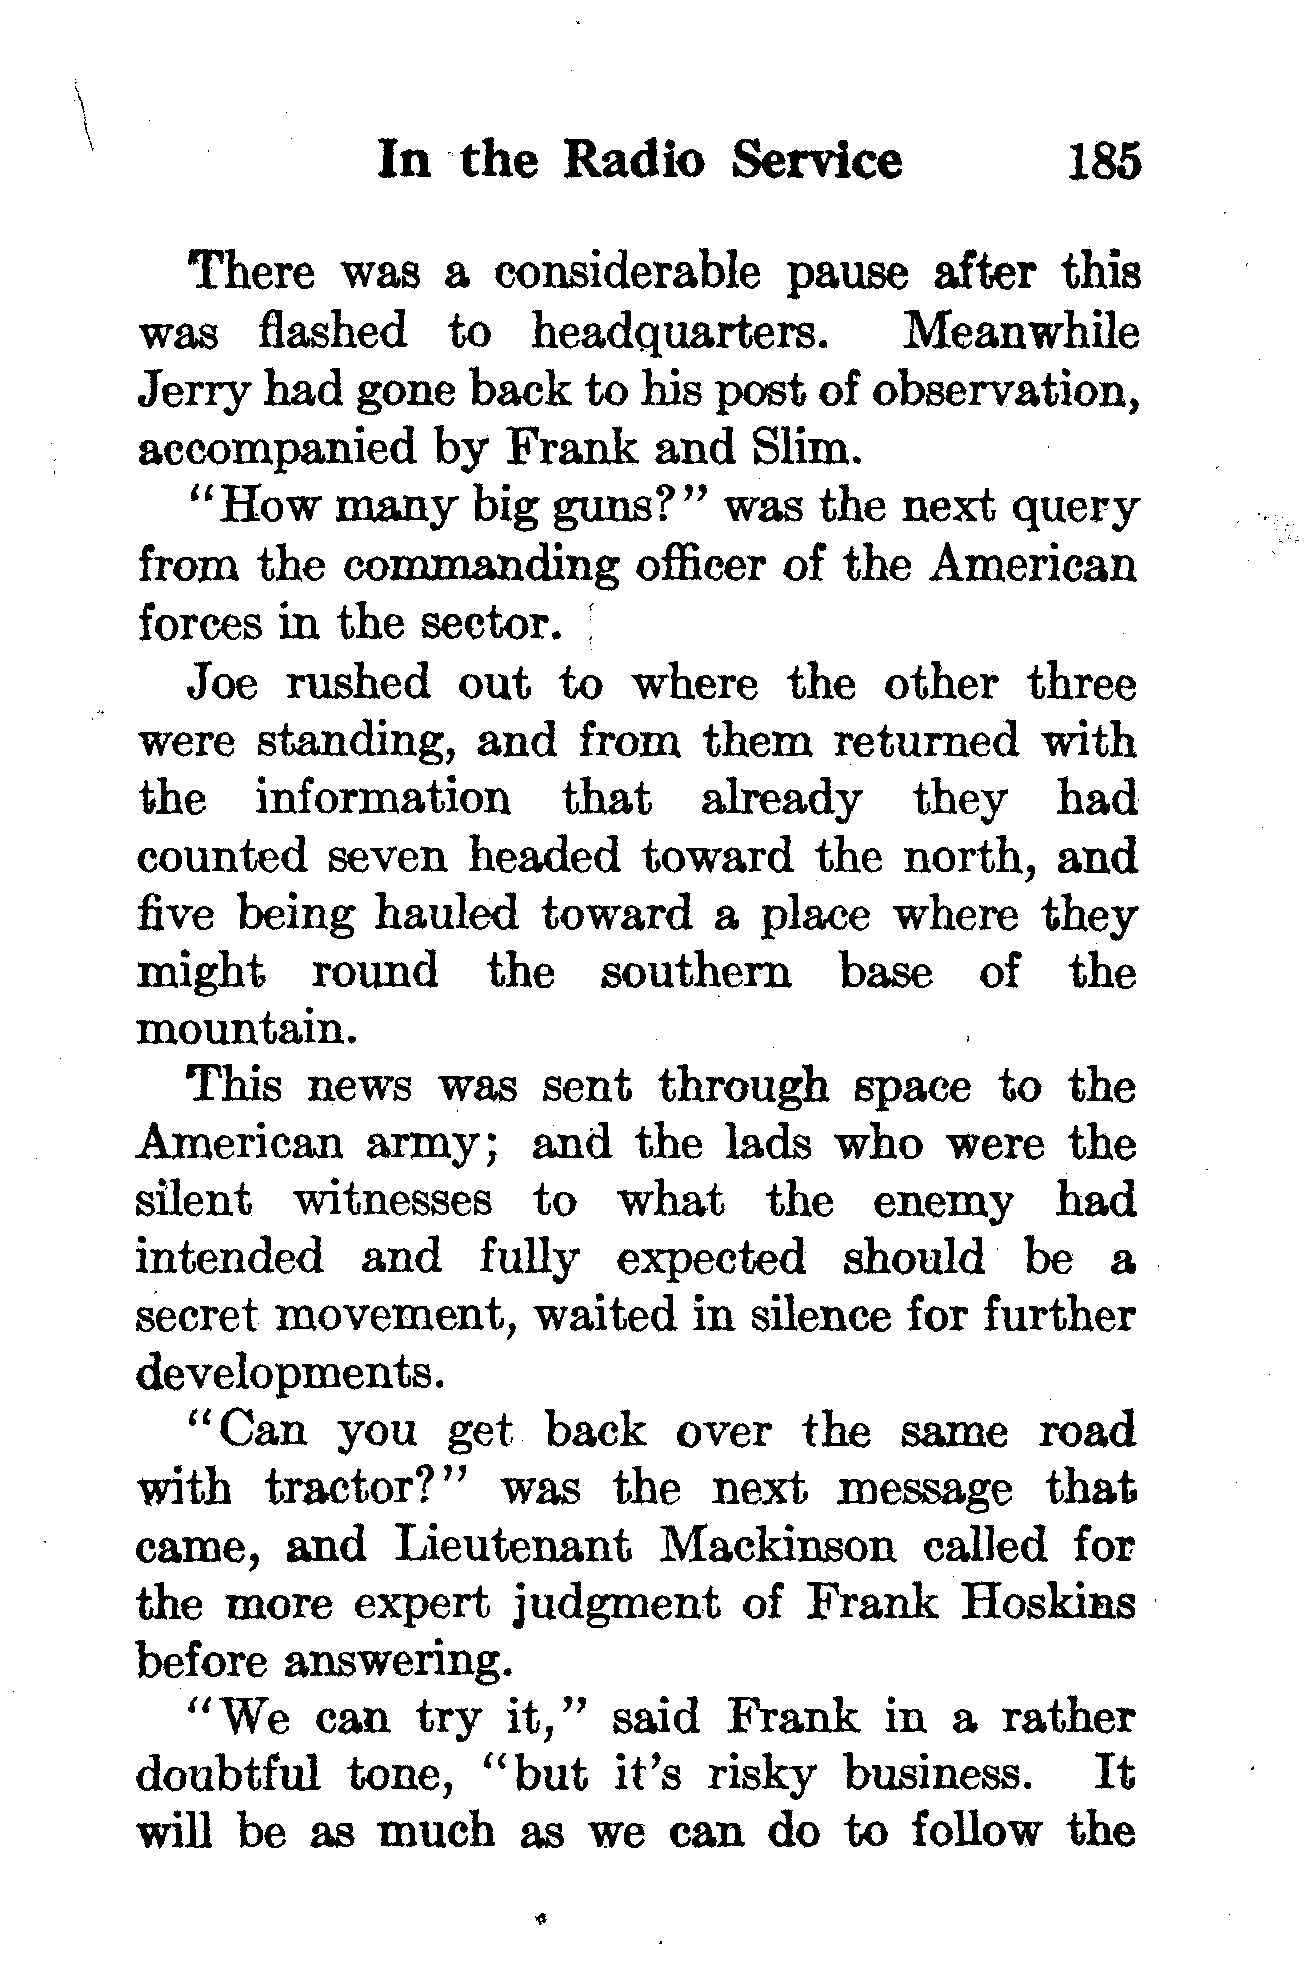 In the Radio Service 185
There was a considerable pause after this
was flashed to headquarters. Meanwhile
Jerry had gone back to his post of observation,
accompanied by Frank and Slim.
"How many big guns?" was the next query
from the commanding officer of the American
forces in the sector.
Joe rushed out to where the other three
were standing, and from them returned with
the information that already they had
counted seven headed toward the north, and
five being hauled toward a place where they
might round the southern base of the
mountain.
This news was sent through space to the
American army; and the lads who were the
silent witnesses to what the enemy had
intended and fully expected should be a
secret movement, waited in silence for further
developments.
"Can you get back over the same road
with tractor?" was the next message that
came, and Lieutenant Mackinson called for
the more expert judgment of Frank Hoskins
before answering.
"We can try it," said Frank in a rather
doubtful tone, "but it's risky business. It
will be as much as we can do to follow the